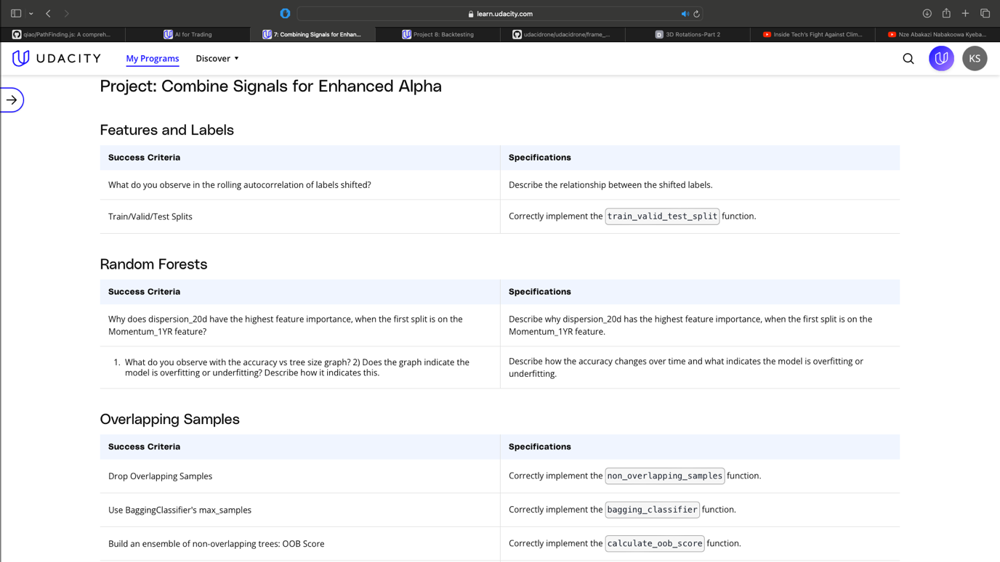 learn.udacity.com
qiao/PathFinding.js: A compreh...
AI for Trading
7: Combining Signals for Enhan...
Project 8: Backtesting
udacidrone/udacidrone/frame_...
D
3D Rotations-Part 2
Inside Tech's Fight Against Clim...
Nze Abakazi Nabakoowa Kyeba...
UDACITY
My Programs
Discover
KS
Project: Combine Signals for Enhanced Alpha
Features and Labels
Success Criteria
Specifications
What do you observe in the rolling autocorrelation of labels shifted?
Describe the relationship between the shifted labels.
Train/Valid/Test Splits
Correctly implement the train_valid_test_split function.
Random Forests
Success Criteria
Specifications
Why does dispersion_20d have the highest feature importance, when the first split is on the
Momentum_1YR feature?
Describe why dispersion_20d has the highest feature importance, when the first split is on the
Momentum_1YR feature.
1. What do you observe with the accuracy vs tree size graph? 2) Does the graph indicate the
model is overfitting or underfitting? Describe how it indicates this.
Describe how the accuracy changes over time and what indicates the model is overfitting or
underfitting.
Overlapping Samples
Success Criteria
Specifications
Drop Overlapping Samples
Correctly implement the non_overlapping_samples function.
Use BaggingClassifier's max_samples
Correctly implement the bagging_classifier function.
Build an ensemble of non-overlapping trees: OOB Score
Correctly implement the calculate_oob_score function.